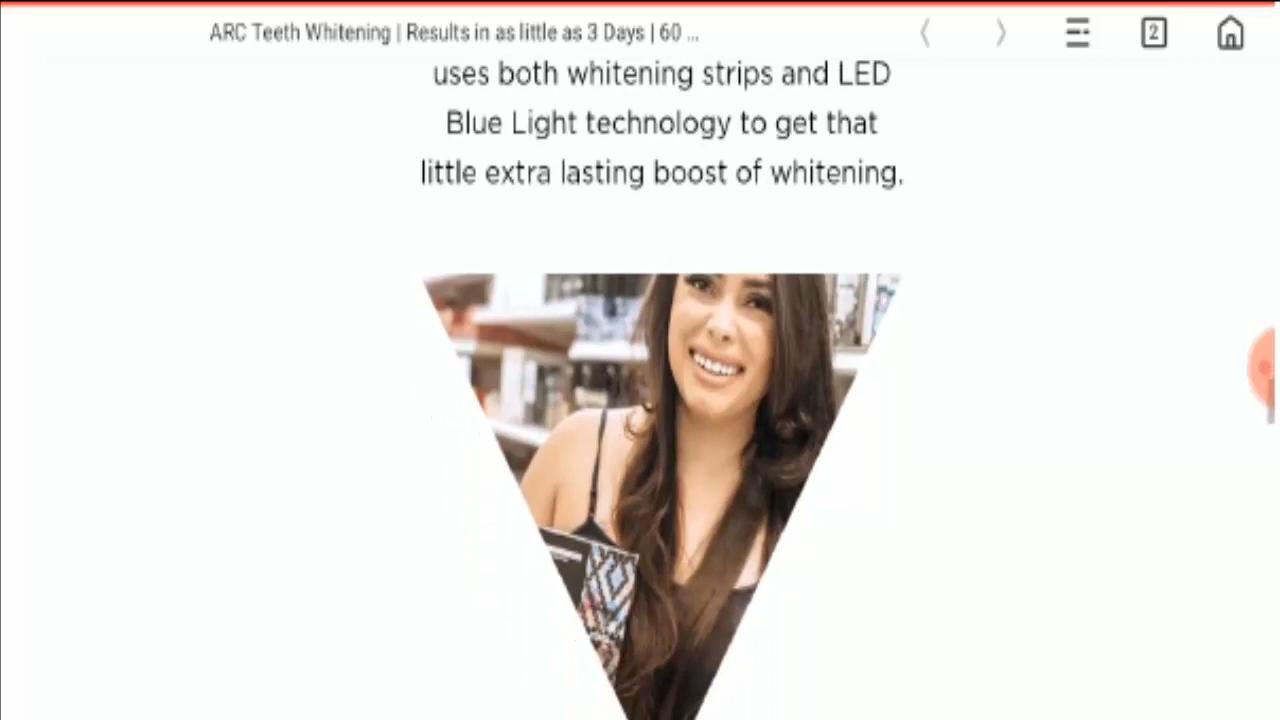 ARC Teeth Whitening | Results in as little as 3 Days | 60 ...
2
uses both whitening strips and LED
Blue Light technology to get that
little extra lasting boost of whitening.